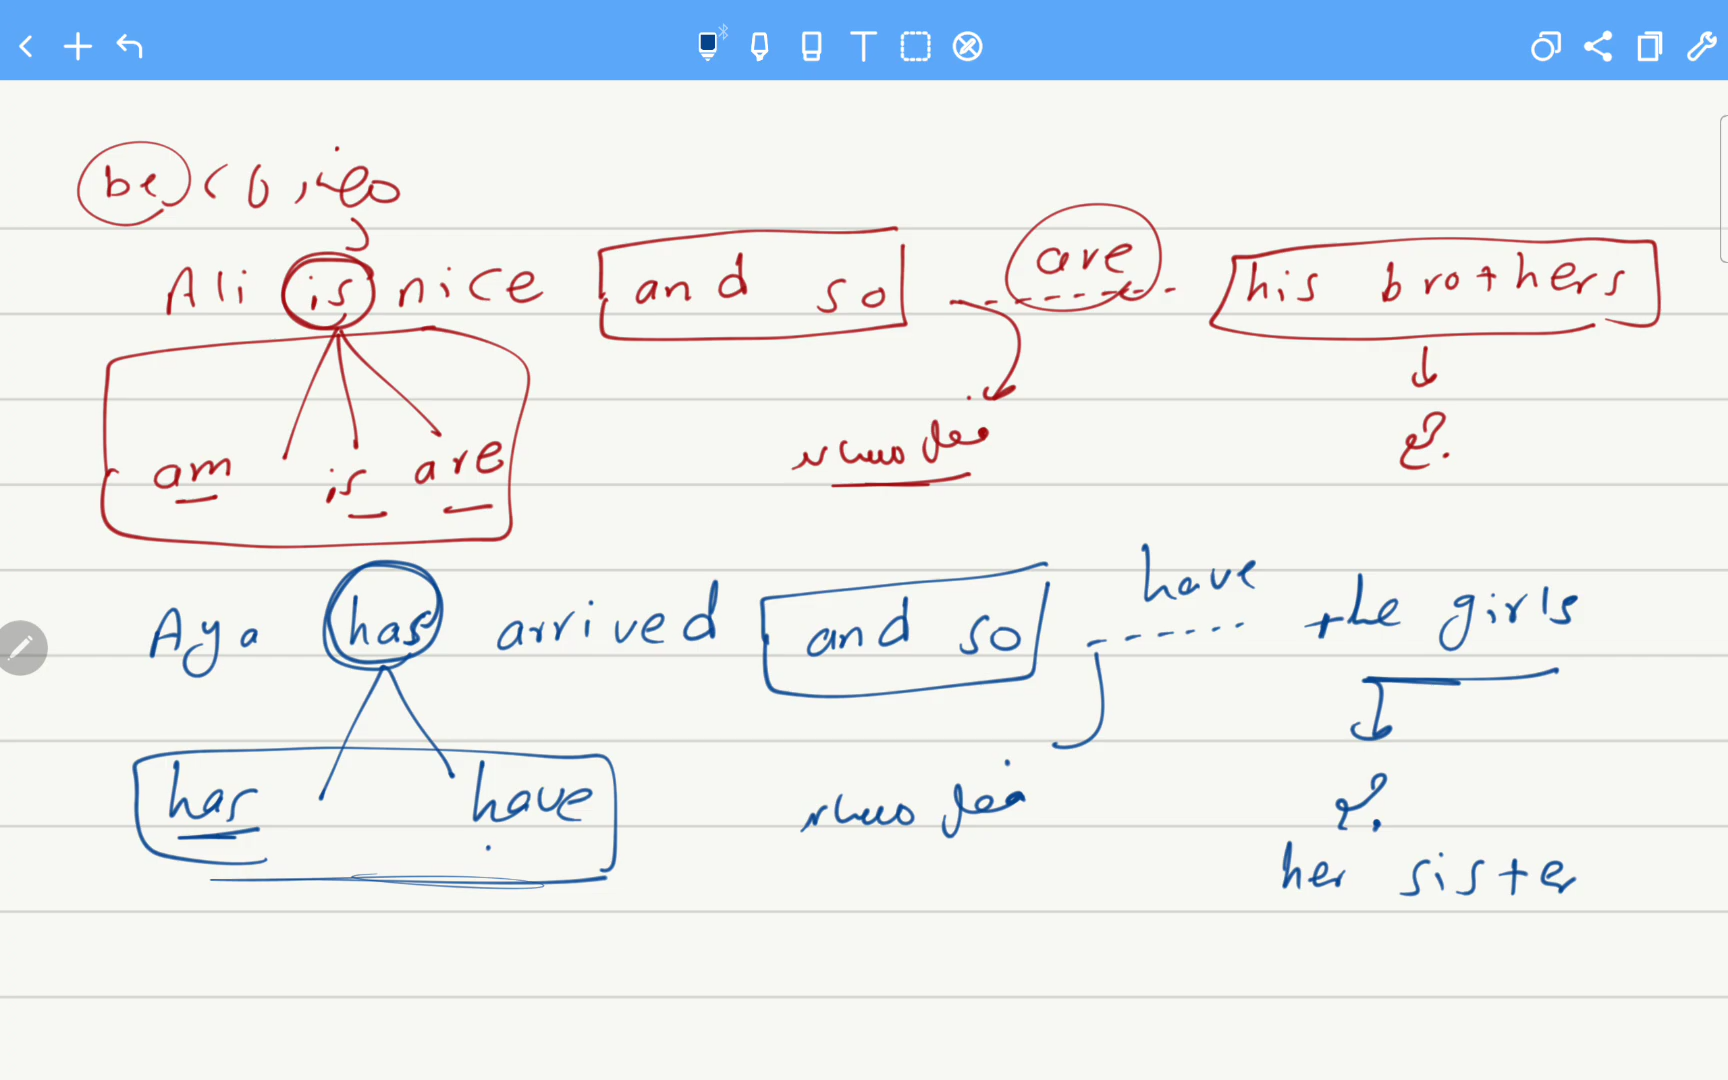 be
Ali is nice and so are his brothers
am is are
فعل مساعد
Aya has arrived and so have the girls
has have
فعل مساعد
her sister